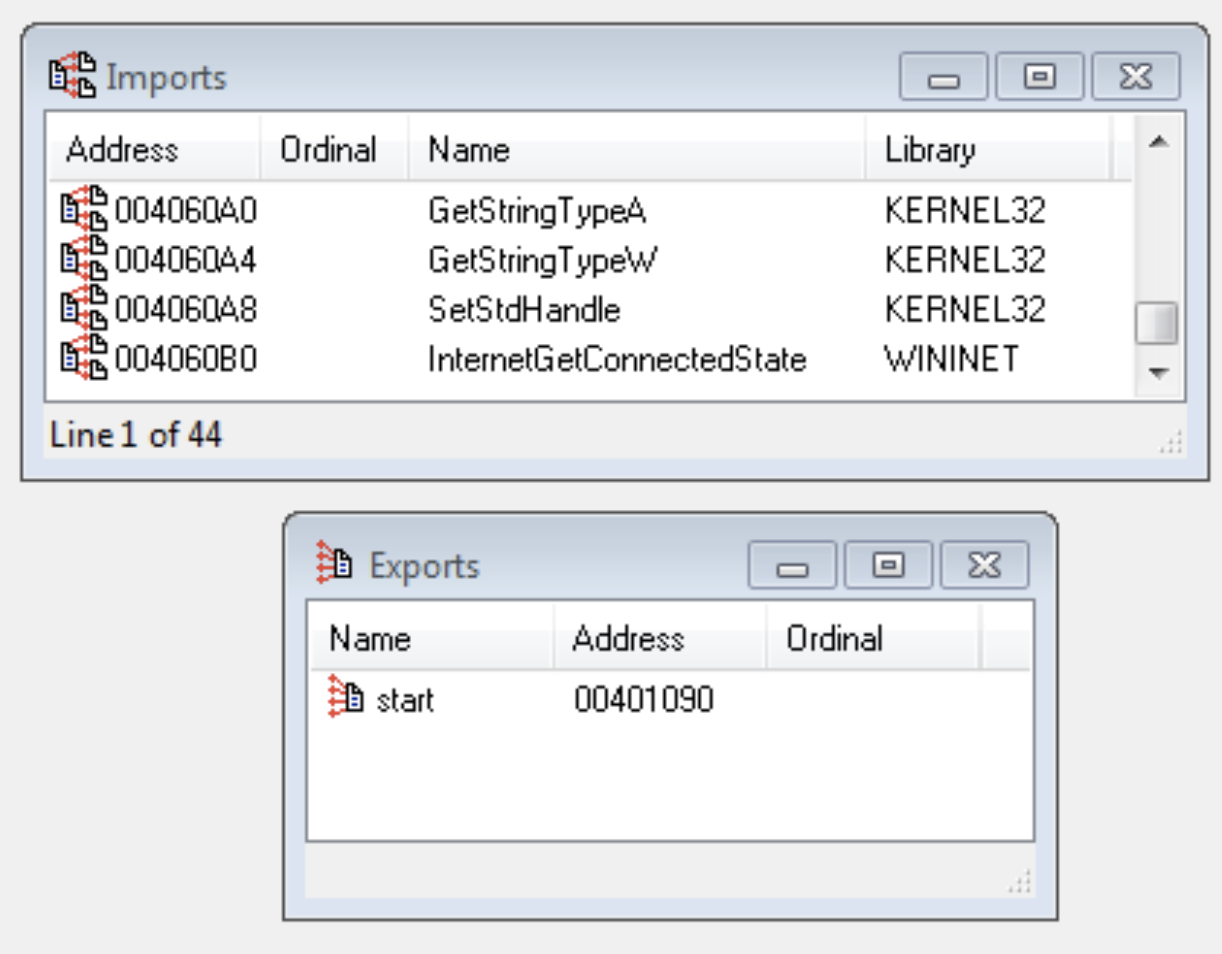 Imports
Address Ordinal Name Library
004060A0 GetStringTypeA KERNEL32
004060A4 GetStringTypeW KERNEL32
004060A8 SetStdHandle KERNEL32
004060B0 InternetGetConnectedState WININET
Line 1 of 44
Exports
Name Address Ordinal
start 00401090